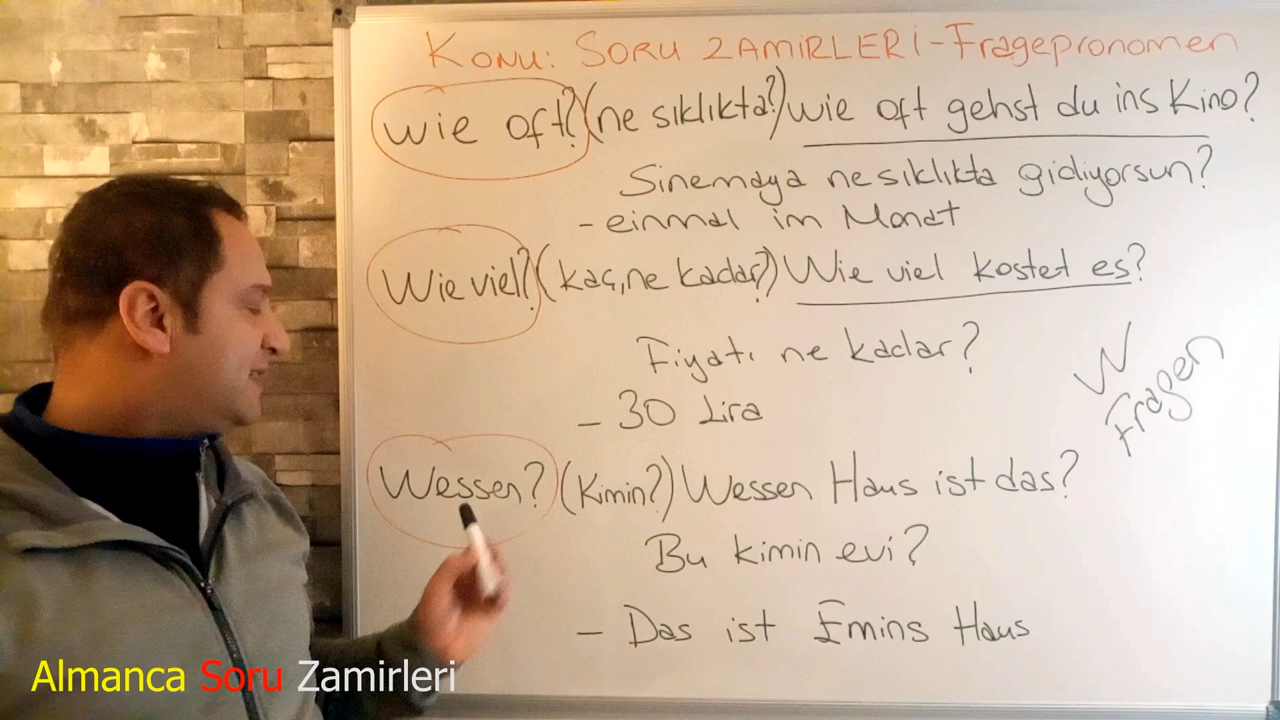 KONU: SORU ZAMİRLERİ-Fragepronomen
wie oft? (ne sıklıkta?) wie oft gehst du ins Kino?
Sinemaya ne sıklıkta gidiyorsun?
- einmal im Monat
Wie viel? (kaç, ne kadar?) Wie viel kostet es?
Fiyatı ne kadar?
- 30 Lira
W
Fragen
Wessen? (Kimin?) Wessen Haus ist das?
Bu kimin evi?
- Das ist Emins Haus
Almanca Soru Zamirleri